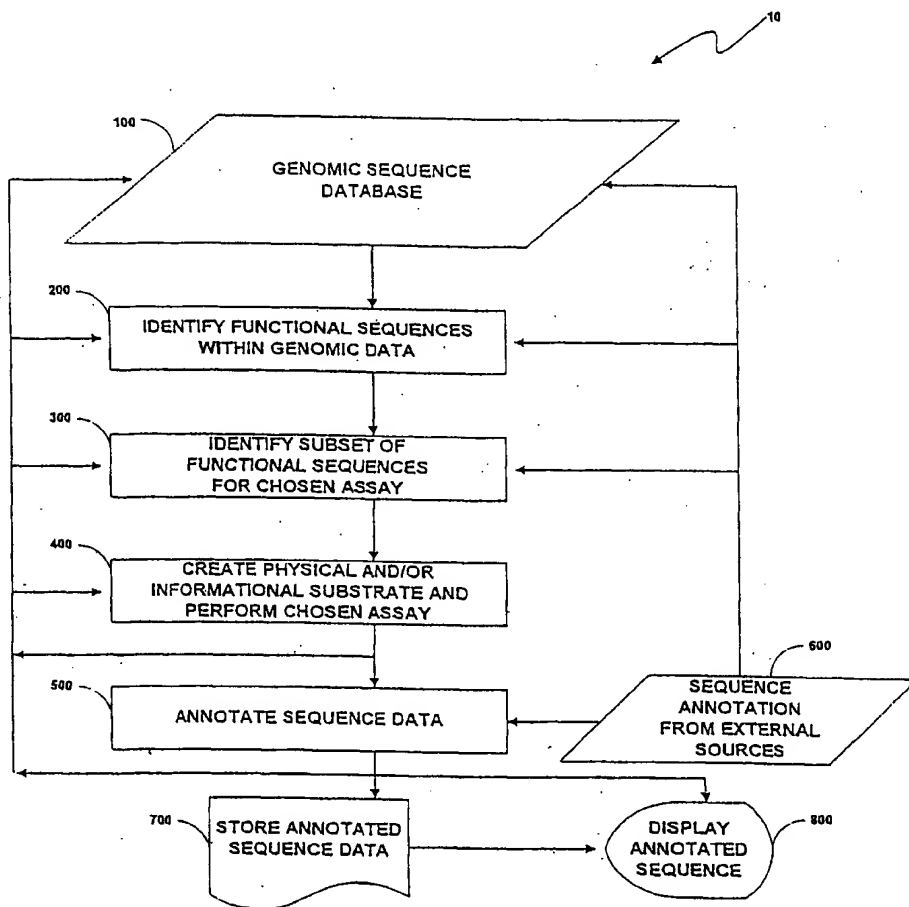 10
100
GENOMIC SEQUENCE
DATABASE
200
IDENTIFY FUNCTIONAL SEQUENCES
WITHIN GENOMIC DATA
300
IDENTIFY SUBSET OF
FUNCTIONAL SEQUENCES
FOR CHOSEN ASSAY
400
CREATE PHYSICAL AND/OR
INFORMATIONAL SUBSTRATE AND
PERFORM CHOSEN ASSAY
500
ANNOTATE SEQUENCE DATA
600
SEQUENCE
ANNOTATION
FROM EXTERNAL
SOURCES
700
STORE ANNOTATED
SEQUENCE DATA
DISPLAY
ANNOTATED
SEQUENCE
800